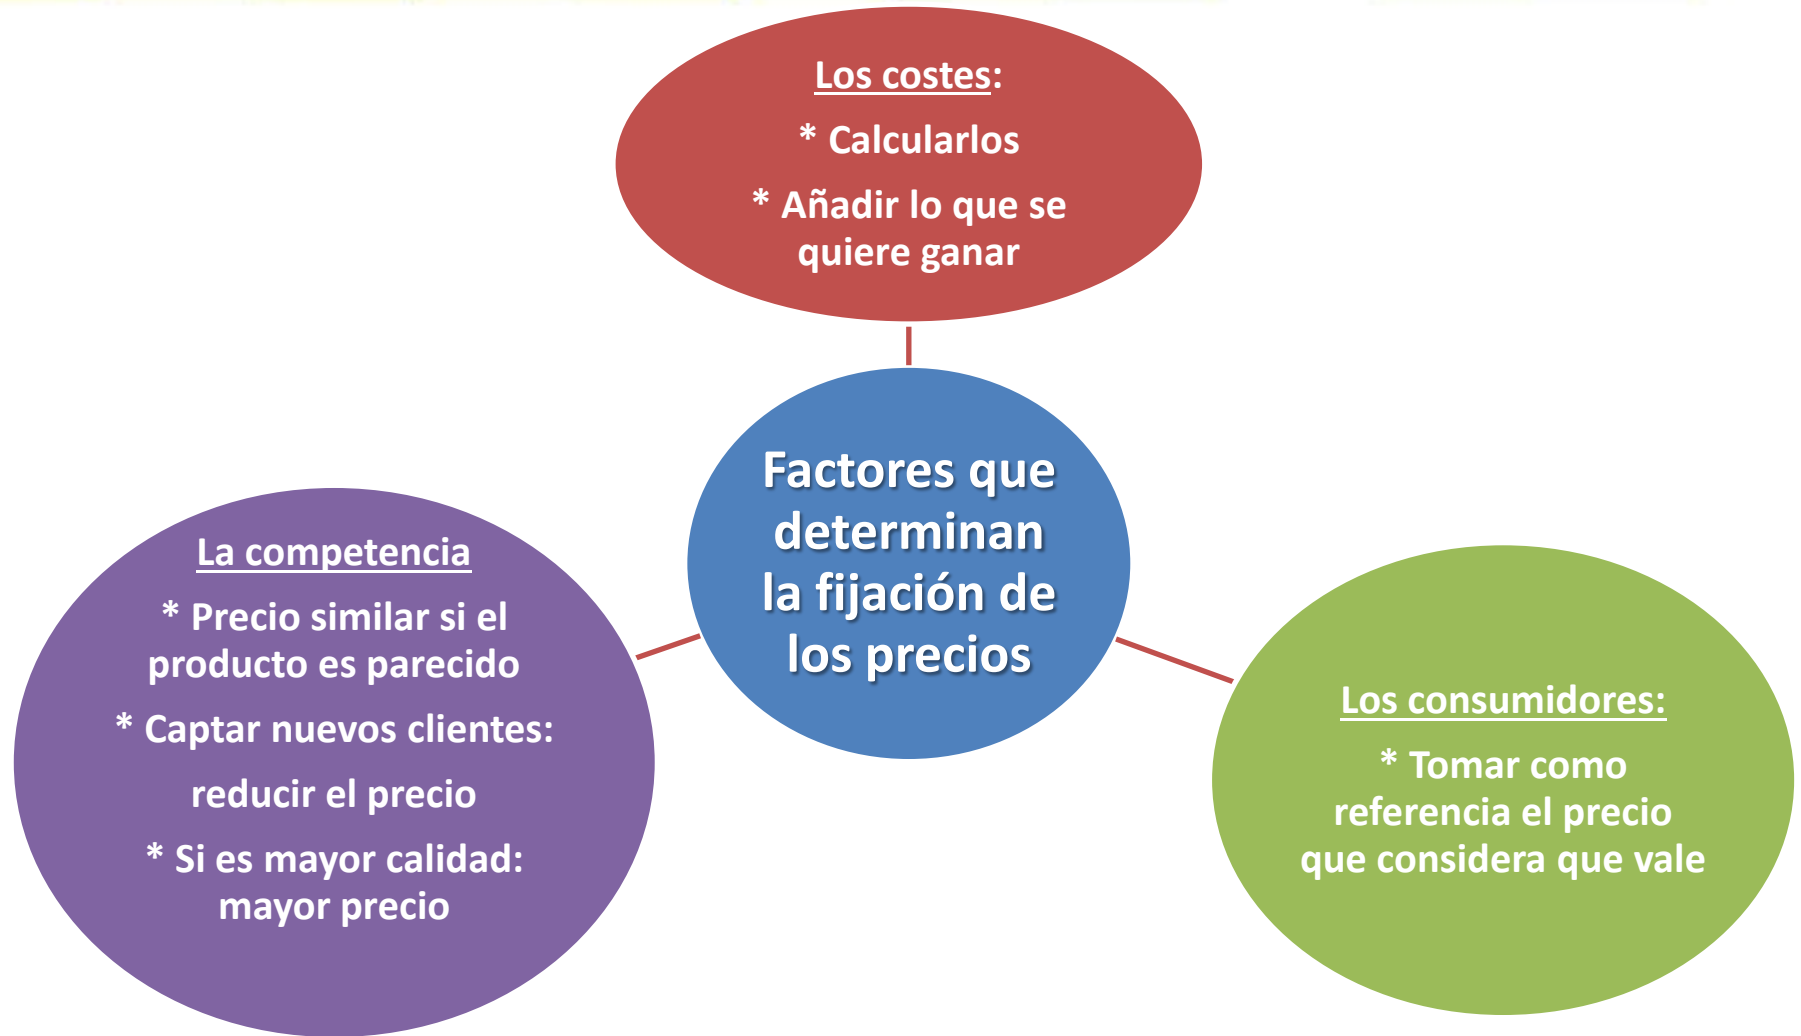 Los costes:
* Calcularlos
* Añadir lo que se
quiere ganar
Factores que
determinan
la fijación de
los precios
La competencia
* Precio similar si el
producto es parecido
* Captar nuevos clientes:
reducir el precio
* Si es mayor calidad:
mayor precio
Los consumidores:
* Tomar como
referencia el precio
que considera que vale